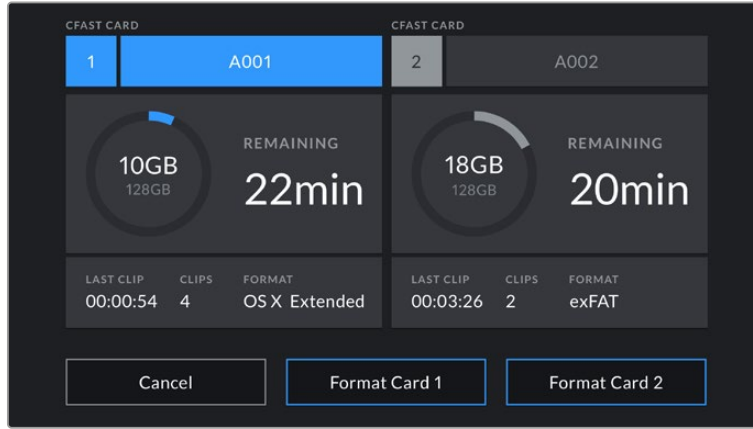 CFAST CARD
1 A001
10GB
128GB
REMAINING
22min
LAST CLIP CLIPS FORMAT
00:00:54 4 OS X Extended
CFAST CARD
2 A002
18GB
128GB
REMAINING
20min
LAST CLIP CLIPS FORMAT
00:03:26 2 exFAT
Cancel Format Card 1 Format Card 2